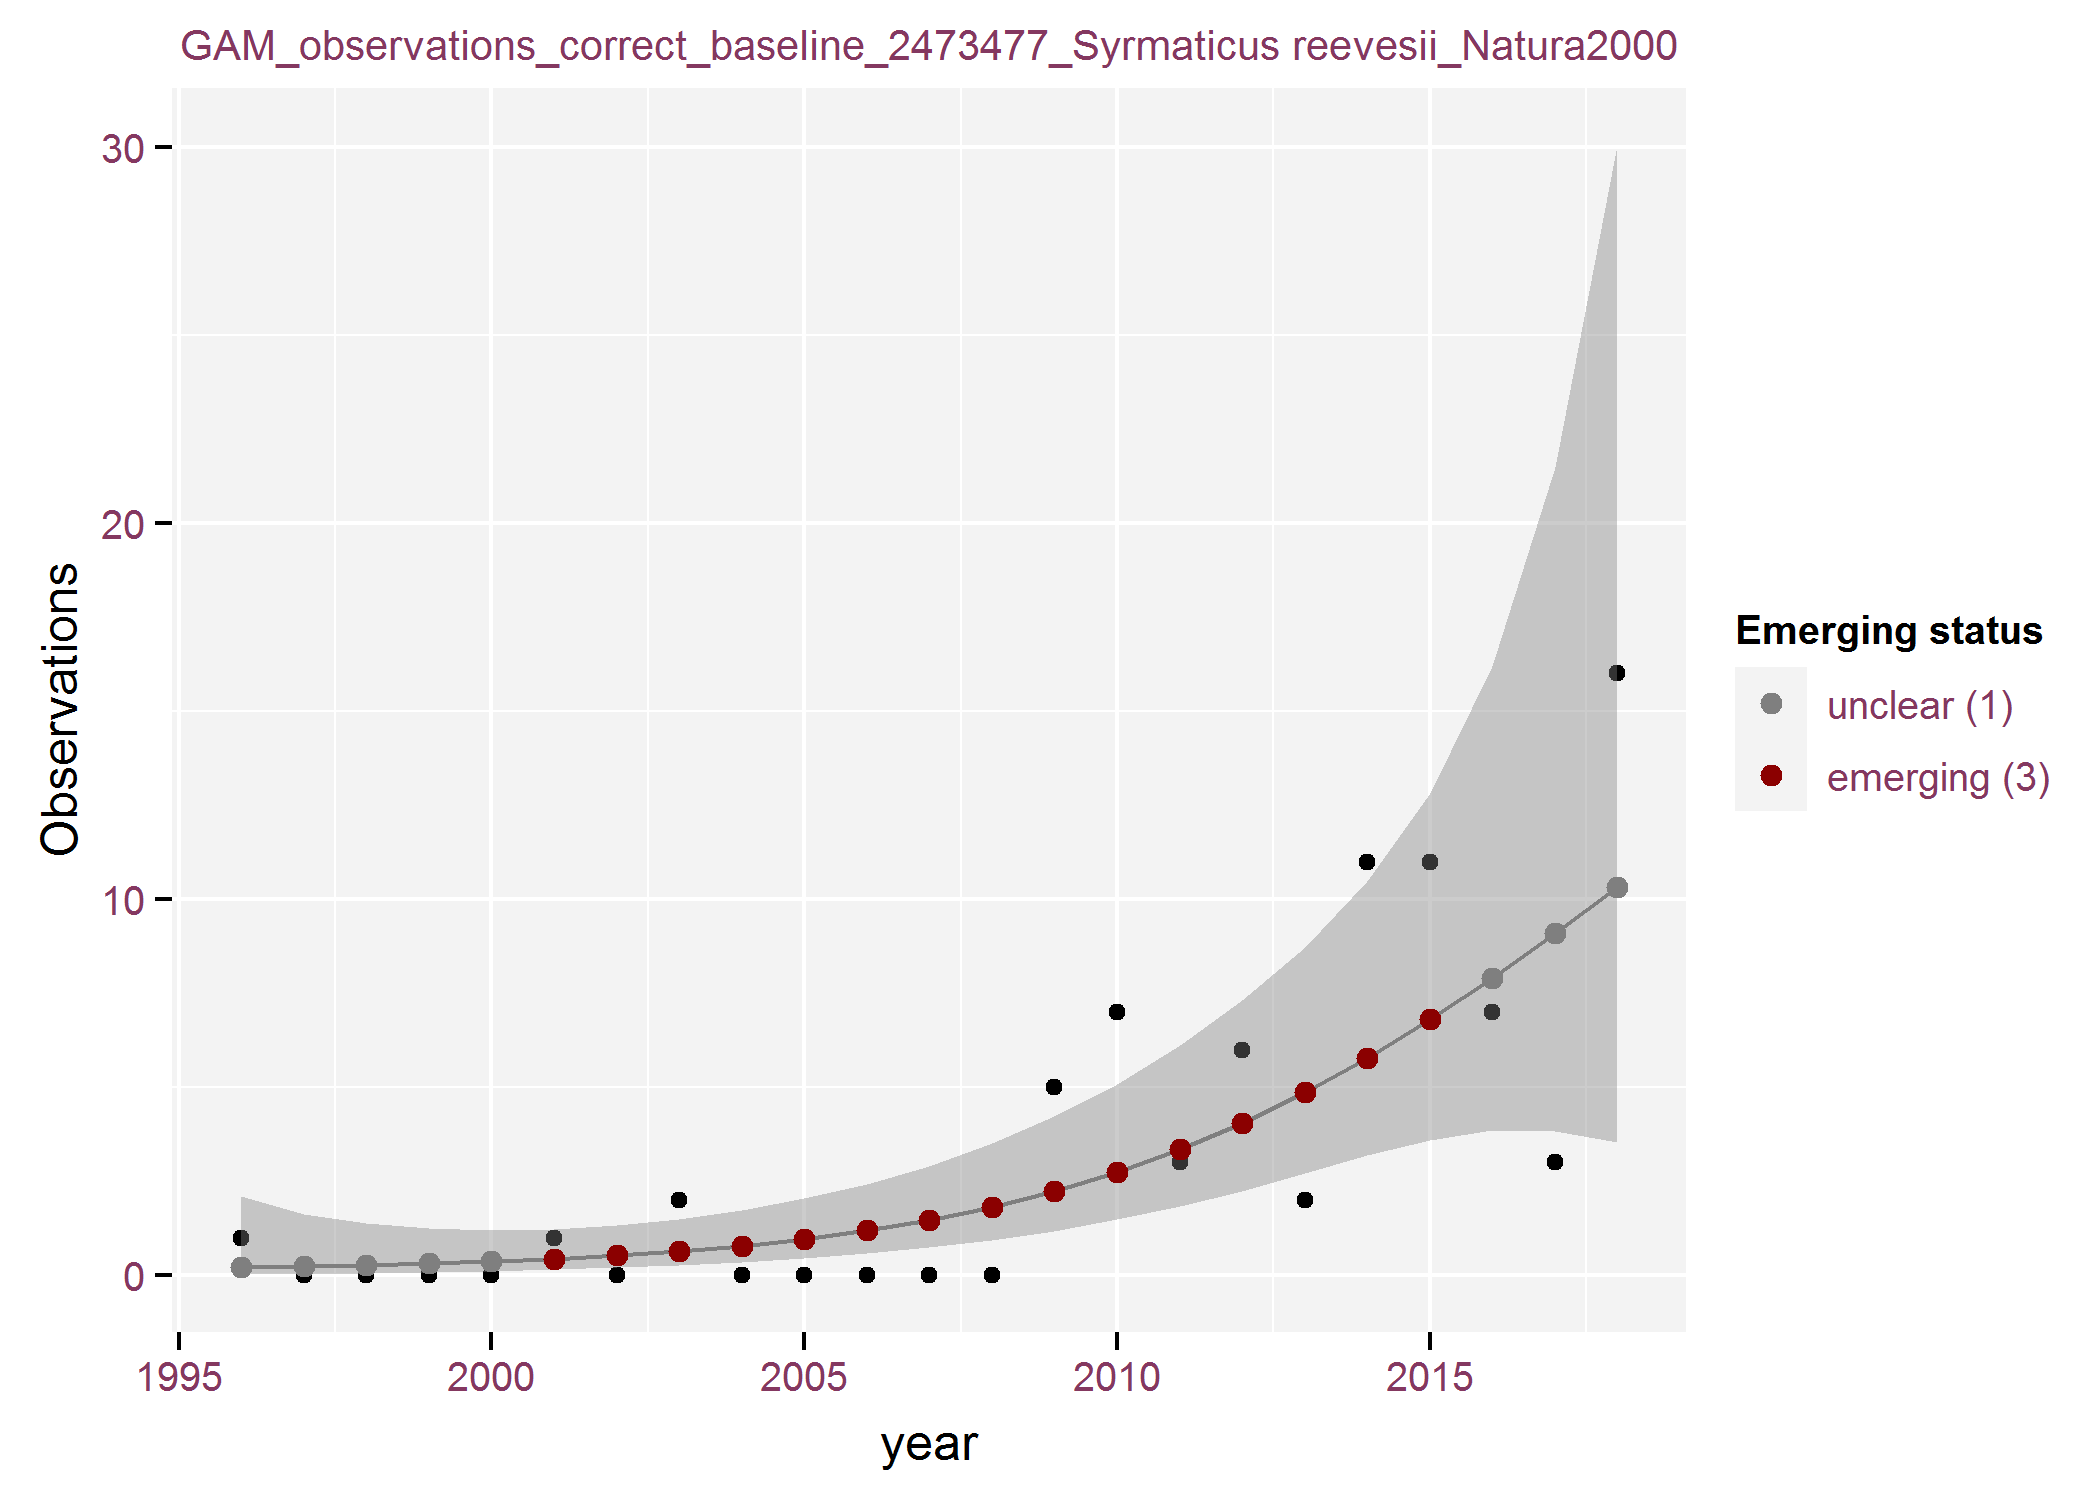 GAM_observations_correct_baseline_2473477_Syrmaticus reevesii_Natura2000
30
20
10
0
Observations
1995 2000 2005 2010 2015
year
Emerging status
unclear (1)
emerging (3)